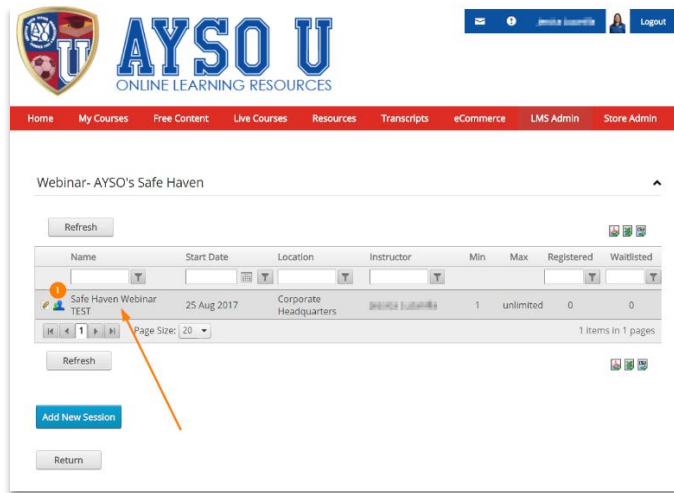 AYSO U
ONLINE LEARNING RESOURCES
Logout
Home My Courses Free Content Live Courses Resources Transcripts eCommerce LMS Admin Store Admin
Webinar- AYSO's Safe Haven
Refresh
Name Start Date Location Instructor Min Max Registered Waitlisted
1
Safe Haven Webinar TEST 25 Aug 2017 Corporate Headquarters 1 unlimited 0 0
1 Page Size: 20 1 items in 1 pages
Refresh
Add New Session
Return